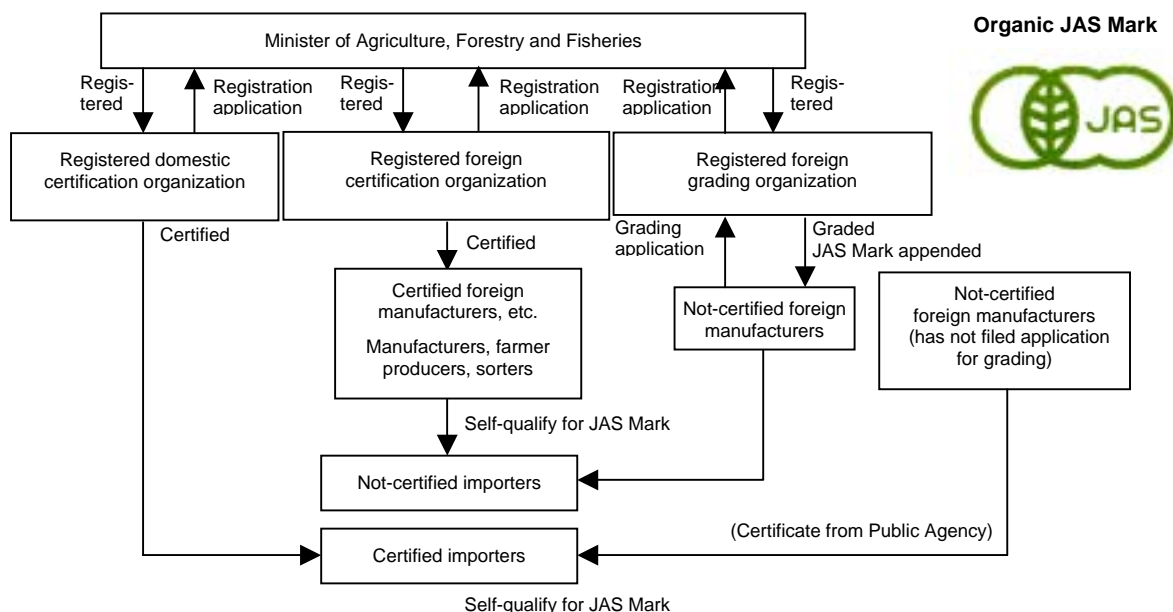 Organic JAS Mark
JAS
Minister of Agriculture, Forestry and Fisheries
Regis-
tered
Registration
application
Regis-
tered
Registration
application
Registration
application
Regis-
tered
Registered domestic
certification organization
Registered foreign
certification organization
Registered foreign
grading organization
Certified
Certified
Grading
application
Graded
JAS Mark appended
Certified foreign
manufacturers, etc.
Manufacturers, farmer
producers, sorters
Not-certified foreign
manufacturers
Not-certified
foreign manufacturers
(has not filed application
for grading)
Self-qualify for JAS Mark
Not-certified importers
(Certificate from Public Agency)
Certified importers
Self-qualify for JAS Mark